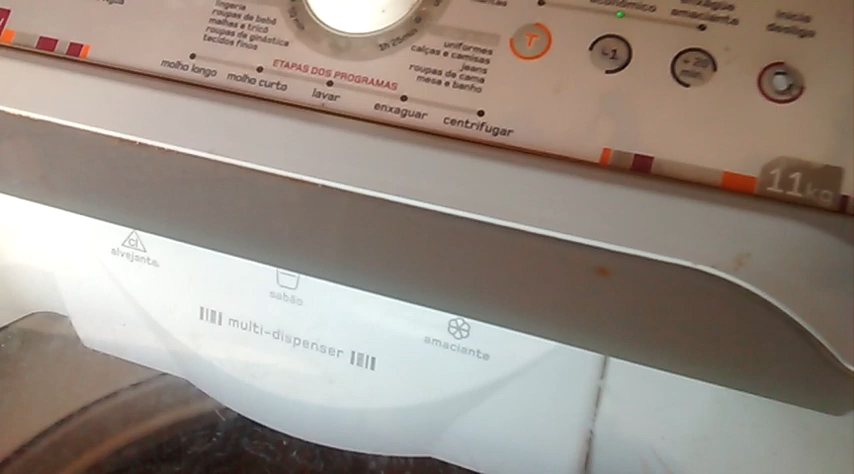 lingerie
roupas de bebê
malhas e tricô
roupas de ginástica
tecidos finos
1h25min
uniformes
calças e camisas
jeans
roupas de cama
mesa e banho
econômico
enxágue
amaciante
inicia
desliga
T
+1
+20
min.
ETAPAS DOS PROGRAMAS
molho longo
molho curto
lavar
enxaguar
centrifugar
11kg
cl
alvejante
sabão
amaciante
multi-dispenser